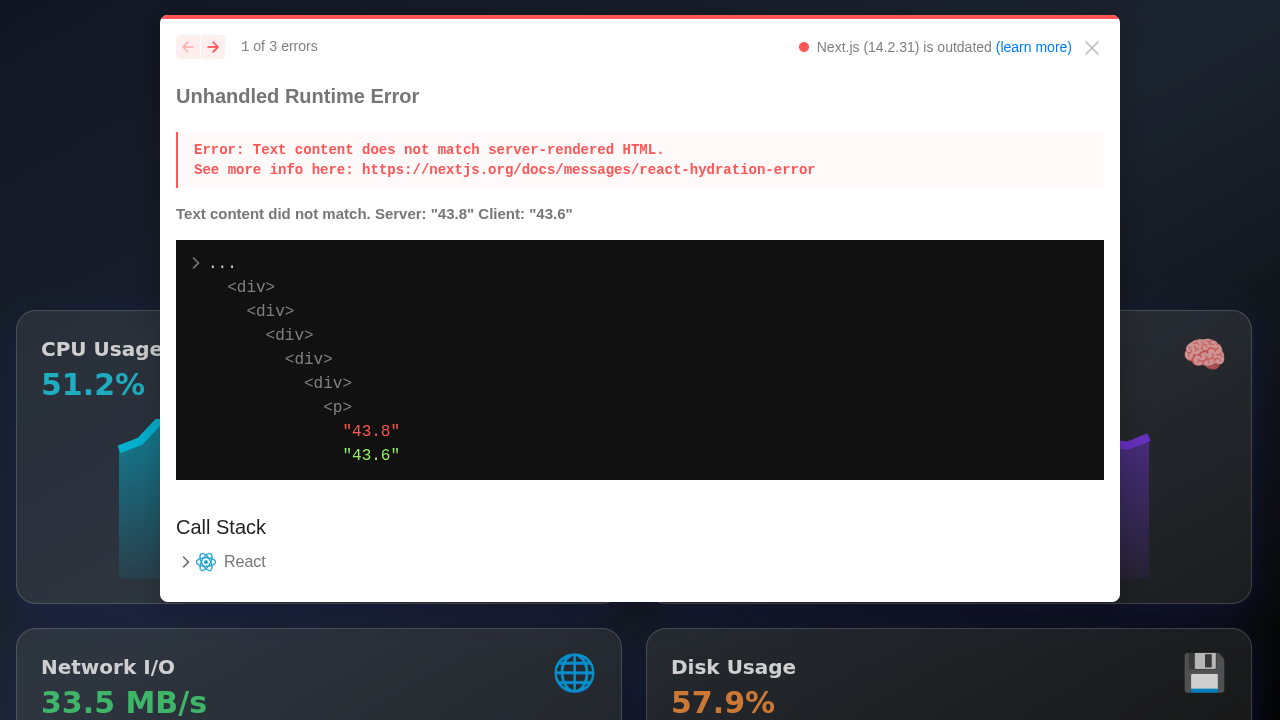 1 of 3 errors
Next.js (14.2.31) is outdated (learn more)
Unhandled Runtime Error
Error: Text content does not match server-rendered HTML.
See more info here: https://nextjs.org/docs/messages/react-hydration-error
Text content did not match. Server: "43.8" Client: "43.6"
...
<div>
<div>
<div>
<div>
<div>
<p>
"43.8"
"43.6"
Call Stack
React
CPU Usage
51.2%
Network I/O
33.5 MB/s
Disk Usage
57.9%